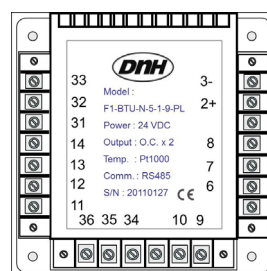 DNH
Model :
F1-BTU-N-5-1-9-PL
Power : 24 VDC
Output : O.C. x 2
Temp. : Pt1000
Comm. : RS485
S/N : 20110127
CE
33
32
31
14
13
12
11
3-
2+
8
7
6
36 35 34 10 9